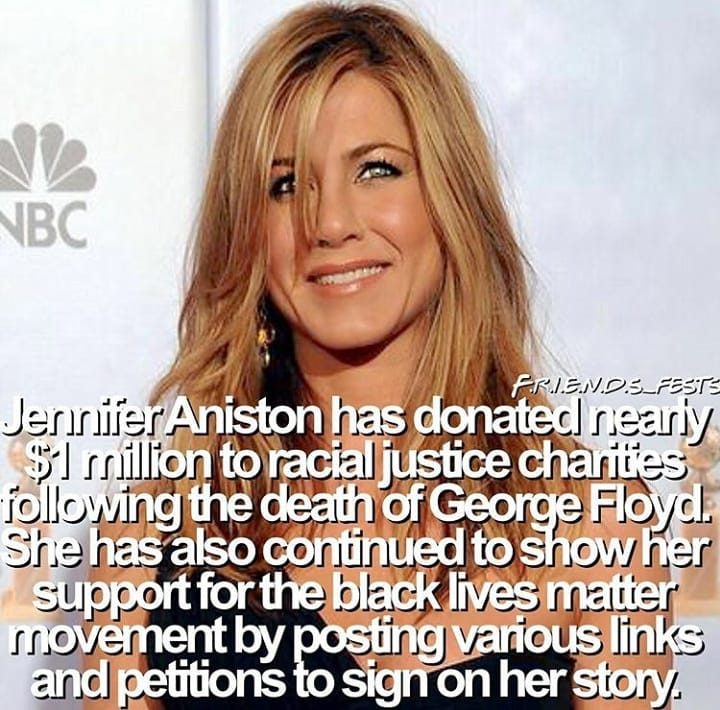 NBC
F.R.I.E.N.D.S_FESTS
Jennifer Aniston has donated nearly
$1 million to racial justice charities
following the death of George Floyd.
She has also continued to show her
support for the black lives matter
movement by posting various links
and petitions to sign on her story.